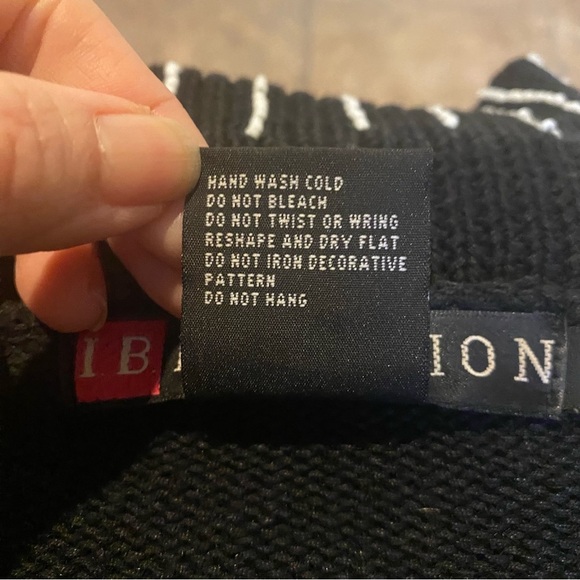 HAND WASH COLD
DO NOT BLEACH
DO NOT TWIST OR WRING
RESHAPE AND DRY FLAT
DO NOT IRON DECORATIVE
PATTERN
DO NOT HANG
IB ION